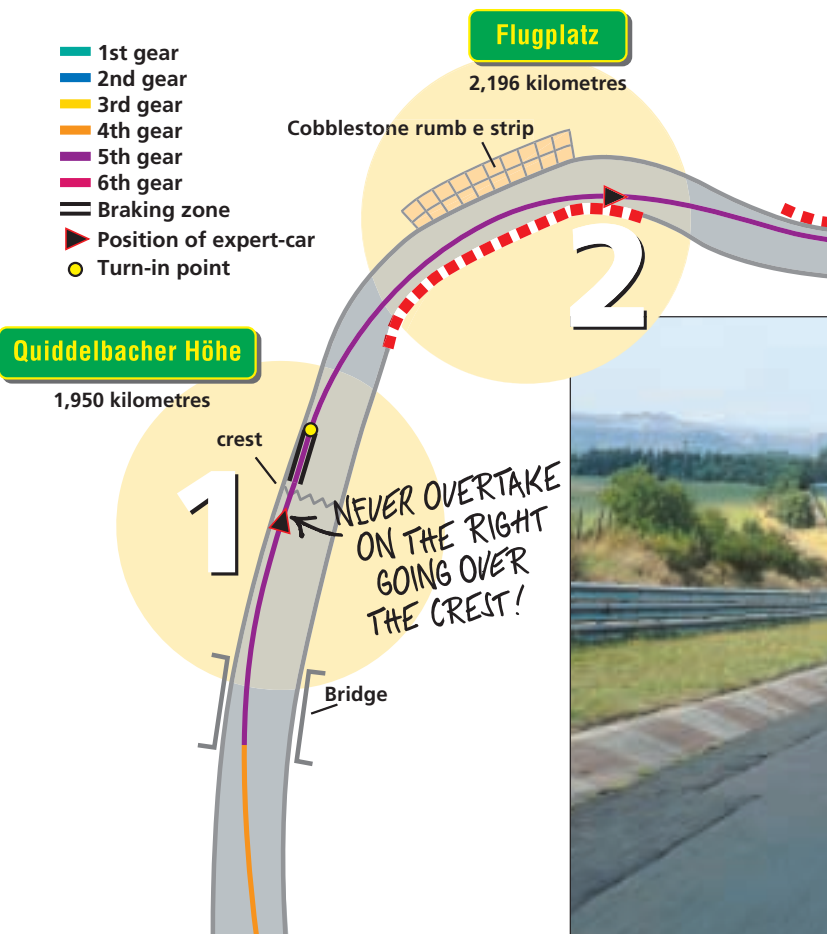 Flugplatz
2,196 kilometres
1st gear
2nd gear
3rd gear
4th gear
5th gear
6th gear
Braking zone
Position of expert-car
Turn-in point
Cobblestone rumb e strip
2
Quiddelbacher Höhe
1,950 kilometres
crest
1
NEVER OVERTAKE
ON THE RIGHT
GOING OVER
THE CREST!
Bridge